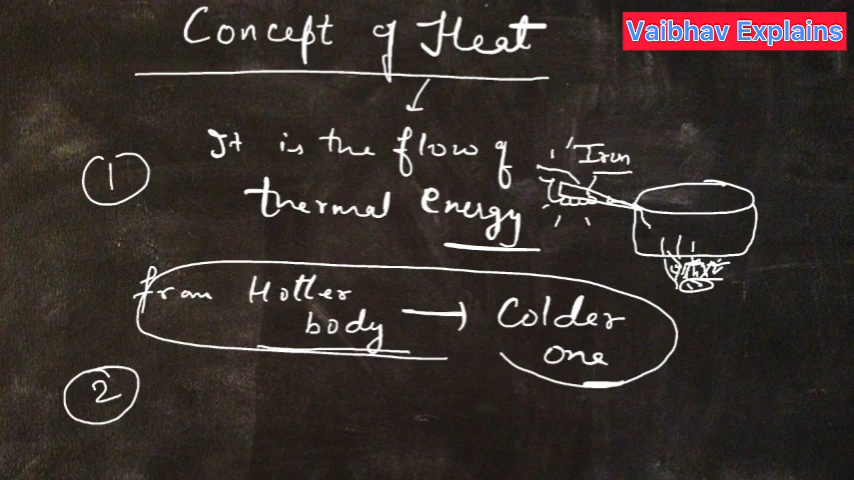 Concept of Heat
Vaibhav Explains
1
It is the flow of
thermal energy
Iron
from Hotter
body → Colder
one
2